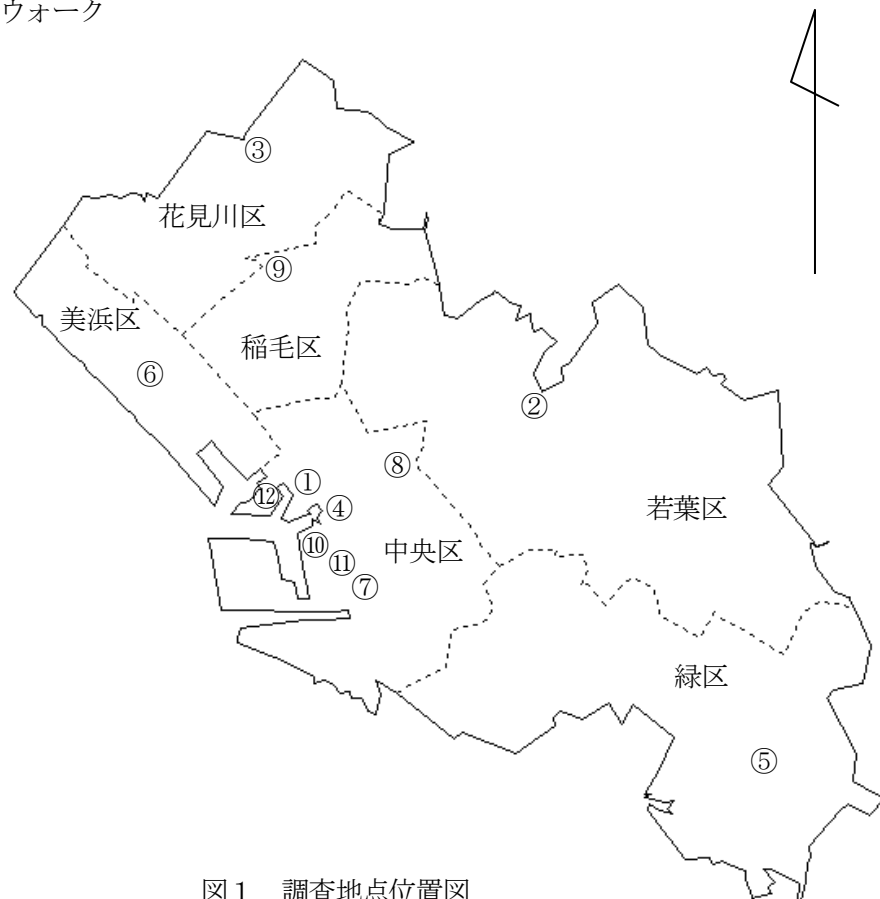 ウォーク
③
花見川区
⑨
美浜区
稲毛区
⑥
②
⑧
①
⑫
④
若葉区
⑩
中央区
⑪
⑦
緑区
⑤
図1 調査地点位置図